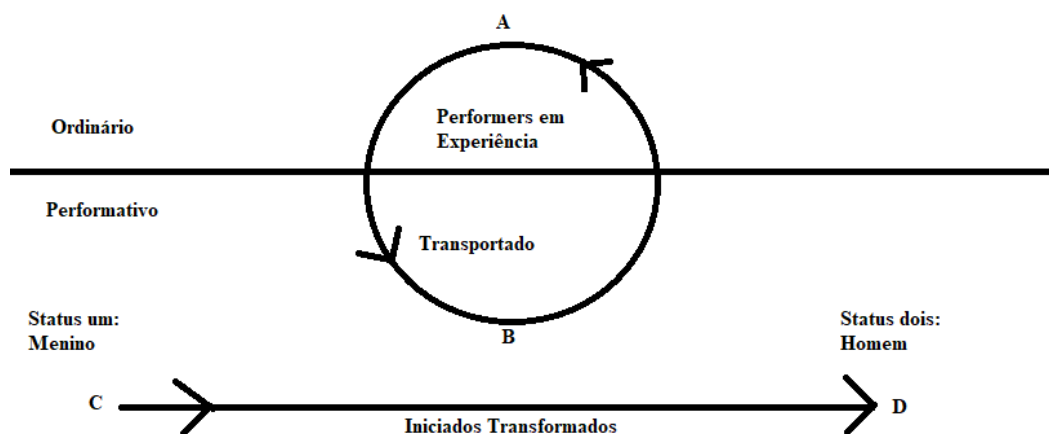 A
Performers em
Experiência
Ordinário
Performativo
Transportado
Status um:
Menino
B
Status dois:
Homem
C
D
Iniciados Transformados